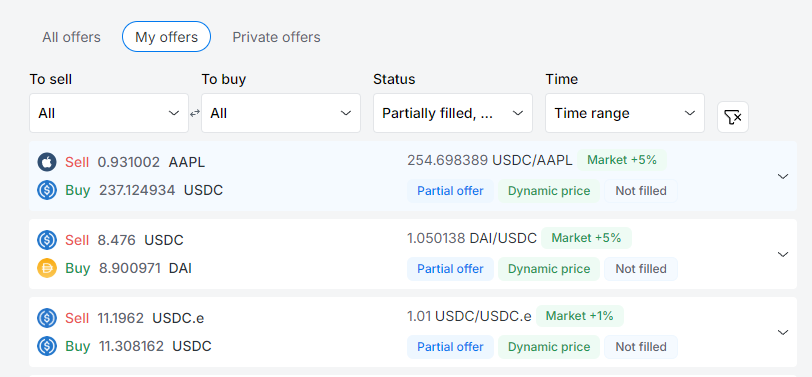 All offers My offers Private offers
To sell To buy Status Time
All All Partially filled, ... Time range
Sell 0.931002 AAPL 254.698389 USDC/AAPL Market +5%
Buy 237.124934 USDC Partial offer Dynamic price Not filled
Sell 8.476 USDC 1.050138 DAI/USDC Market +5%
Buy 8.900971 DAI Partial offer Dynamic price Not filled
Sell 11.1962 USDC.e 1.01 USDC/USDC.e Market +1%
Buy 11.308162 USDC Partial offer Dynamic price Not filled